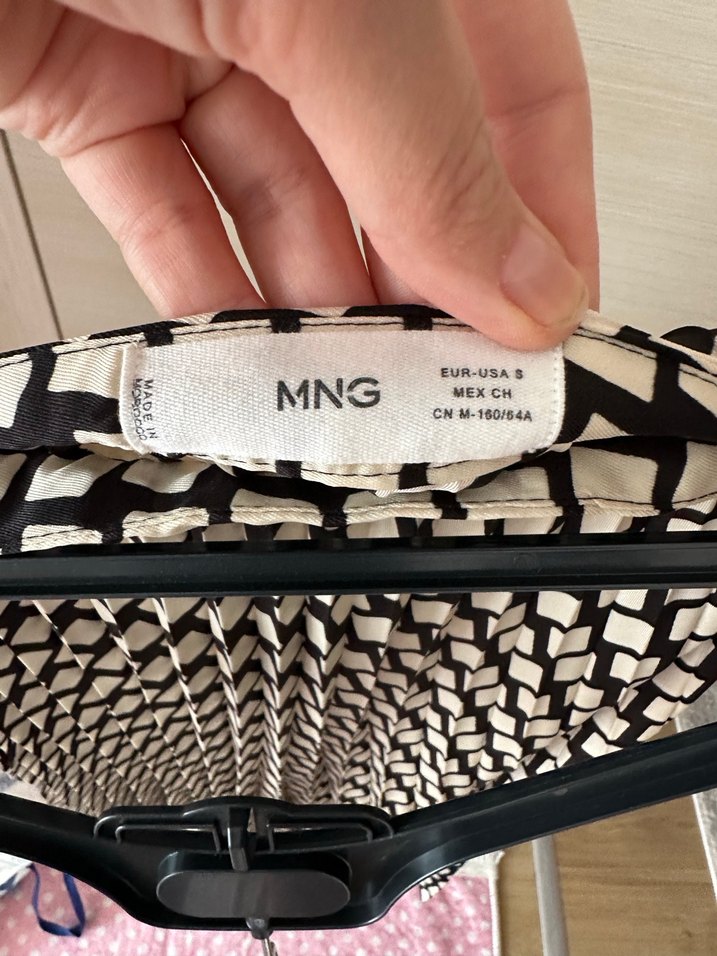 MADE IN
MOROCCO
MNG
EUR-USA S
MEX CH
CN M-160/64A